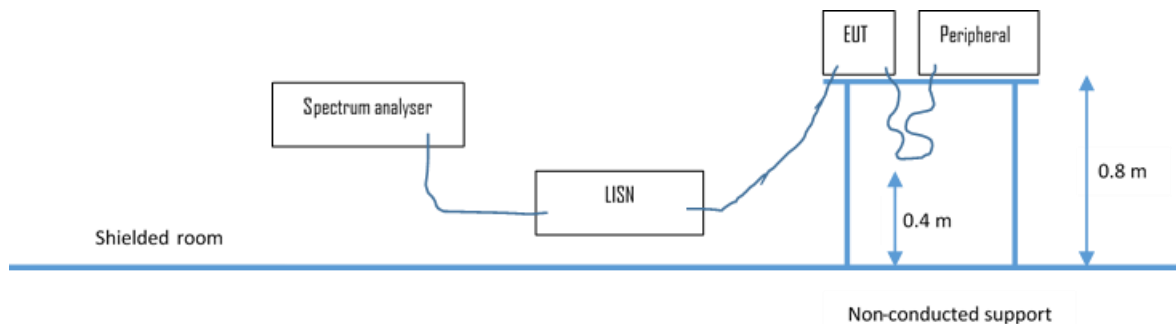 EUT
Peripheral
Spectrum analyser
LISN
0.8 m
0.4 m
Shielded room
Non-conducted support